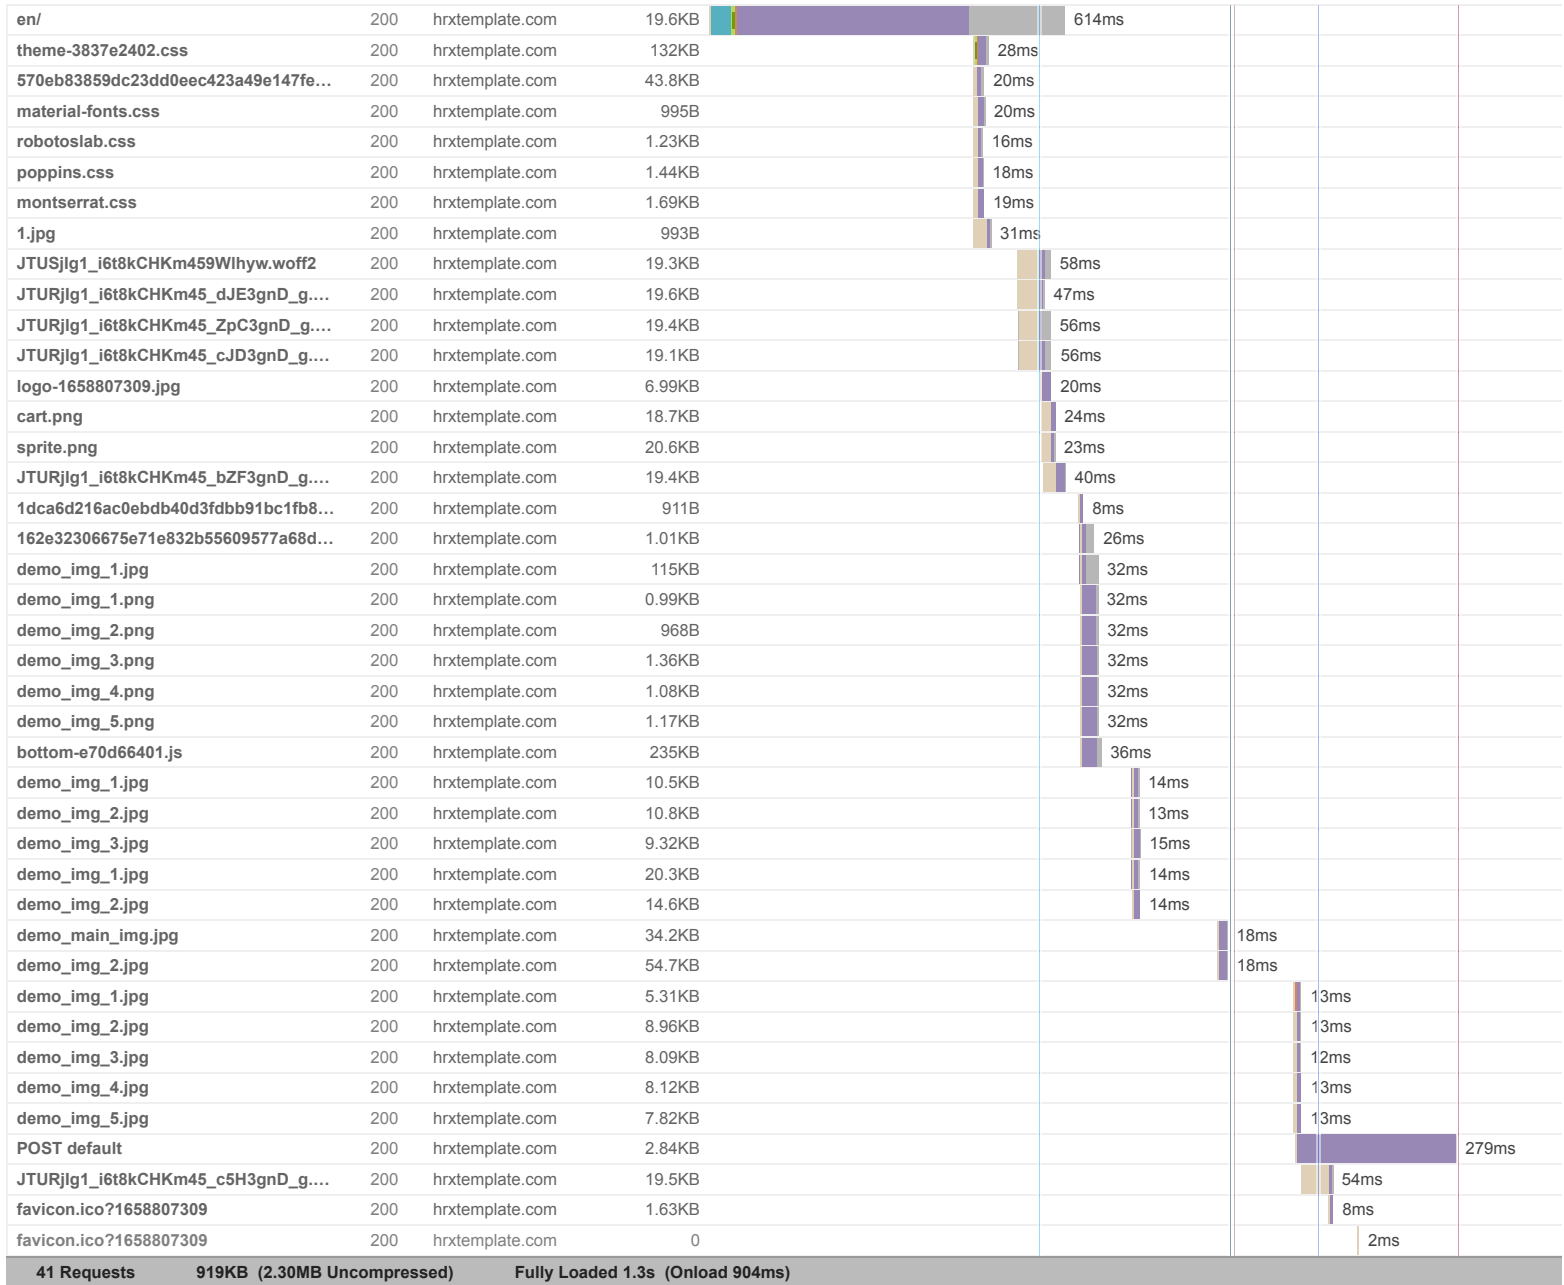 en/ 200 hrxtemplate.com 19.6KB 614ms
theme-3837e2402.css 200 hrxtemplate.com 132KB 28ms
570eb83859dc23dd0eec423a49e147fe... 200 hrxtemplate.com 43.8KB 20ms
material-fonts.css 200 hrxtemplate.com 995B 20ms
robotoslab.css 200 hrxtemplate.com 1.23KB 16ms
poppins.css 200 hrxtemplate.com 1.44KB 18ms
montserrat.css 200 hrxtemplate.com 1.69KB 19ms
1.jpg 200 hrxtemplate.com 993B 31ms
JTUSjIg1_i6t8kCHKm459Wlhyw.woff2 200 hrxtemplate.com 19.3KB 58ms
JTURjIg1_i6t8kCHKm45_dJE3gnD_g.... 200 hrxtemplate.com 19.6KB 47ms
JTURjIg1_i6t8kCHKm45_ZpC3gnD_g.... 200 hrxtemplate.com 19.4KB 56ms
JTURjIg1_i6t8kCHKm45_cJD3gnD_g.... 200 hrxtemplate.com 19.1KB 56ms
logo-1658807309.jpg 200 hrxtemplate.com 6.99KB 20ms
cart.png 200 hrxtemplate.com 18.7KB 24ms
sprite.png 200 hrxtemplate.com 20.6KB 23ms
JTURjIg1_i6t8kCHKm45_bZF3gnD_g.... 200 hrxtemplate.com 19.4KB 40ms
1dca6d216ac0ebdb40d3fdbb91bc1fb8... 200 hrxtemplate.com 911B 8ms
162e32306675e71e832b55609577a68d... 200 hrxtemplate.com 1.01KB 26ms
demo_img_1.jpg 200 hrxtemplate.com 115KB 32ms
demo_img_1.png 200 hrxtemplate.com 0.99KB 32ms
demo_img_2.png 200 hrxtemplate.com 968B 32ms
demo_img_3.png 200 hrxtemplate.com 1.36KB 32ms
demo_img_4.png 200 hrxtemplate.com 1.08KB 32ms
demo_img_5.png 200 hrxtemplate.com 1.17KB 32ms
bottom-e70d66401.js 200 hrxtemplate.com 235KB 36ms
demo_img_1.jpg 200 hrxtemplate.com 10.5KB 14ms
demo_img_2.jpg 200 hrxtemplate.com 10.8KB 13ms
demo_img_3.jpg 200 hrxtemplate.com 9.32KB 15ms
demo_img_1.jpg 200 hrxtemplate.com 20.3KB 14ms
demo_img_2.jpg 200 hrxtemplate.com 14.6KB 14ms
demo_main_img.jpg 200 hrxtemplate.com 34.2KB 18ms
demo_img_2.jpg 200 hrxtemplate.com 54.7KB 18ms
demo_img_1.jpg 200 hrxtemplate.com 5.31KB 13ms
demo_img_2.jpg 200 hrxtemplate.com 8.96KB 13ms
demo_img_3.jpg 200 hrxtemplate.com 8.09KB 12ms
demo_img_4.jpg 200 hrxtemplate.com 8.12KB 13ms
demo_img_5.jpg 200 hrxtemplate.com 7.82KB 13ms
POST default 200 hrxtemplate.com 2.84KB 279ms
JTURjIg1_i6t8kCHKm45_c5H3gnD_g.... 200 hrxtemplate.com 19.5KB 54ms
favicon.ico?1658807309 200 hrxtemplate.com 1.63KB 8ms
favicon.ico?1658807309 200 hrxtemplate.com 0 2ms
41 Requests 919KB (2.30MB Uncompressed) Fully Loaded 1.3s (Onload 904ms)